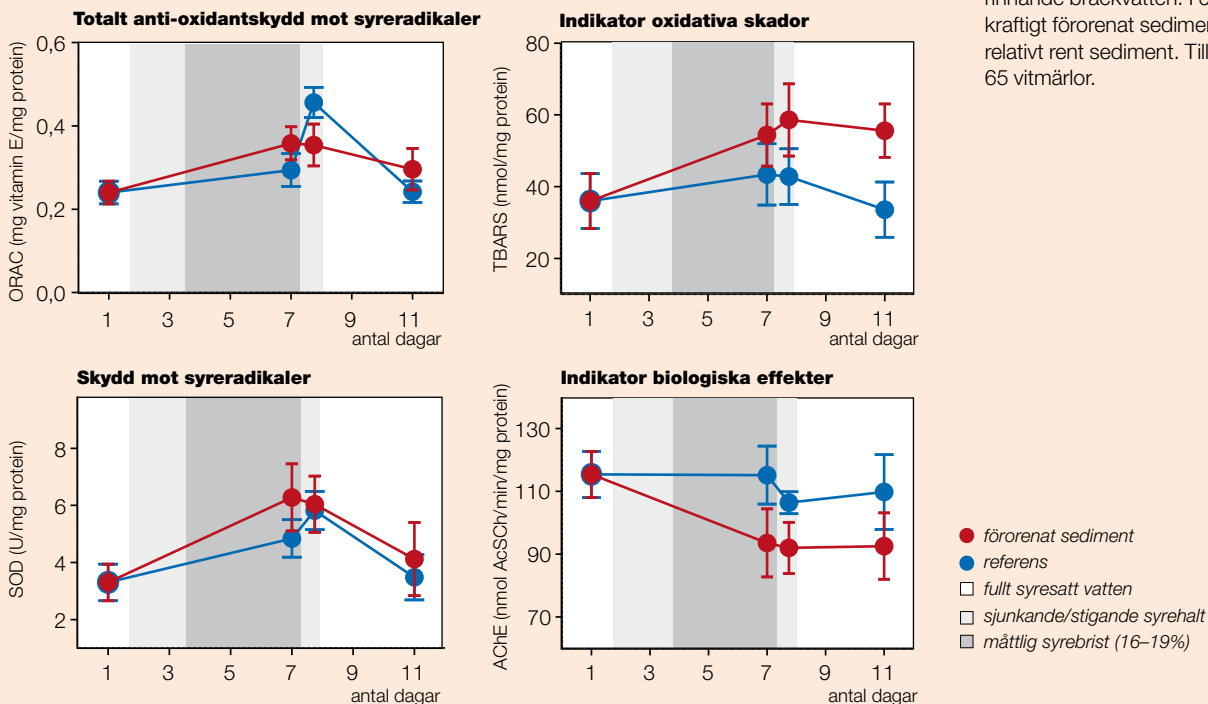 rinnande brackvatten. Fö
kraftigt förorenat sedimen
relativt rent sediment. Till
65 vitmärlor.
Totalt anti-oxidantskydd mot syreradikaler
ORAC (mg vitamin E/mg protein)
0,6
0,4
0,2
0,0
1 3 5 7 9 11
antal dagar
Indikator oxidativa skador
TBARS (nmol/mg protein)
80
60
40
20
1 3 5 7 9 11
antal dagar
Skydd mot syreradikaler
SOD (U/mg protein)
8
6
4
2
1 3 5 7 9 11
antal dagar
Indikator biologiska effekter
AChE (nmol AcSCh/min/mg protein)
130
110
90
70
1 3 5 7 9 11
antal dagar
förorenat sediment
referens
fullt syresatt vatten
sjunkande/stigande syrehalt
måttlig syrebrist (16–19%)